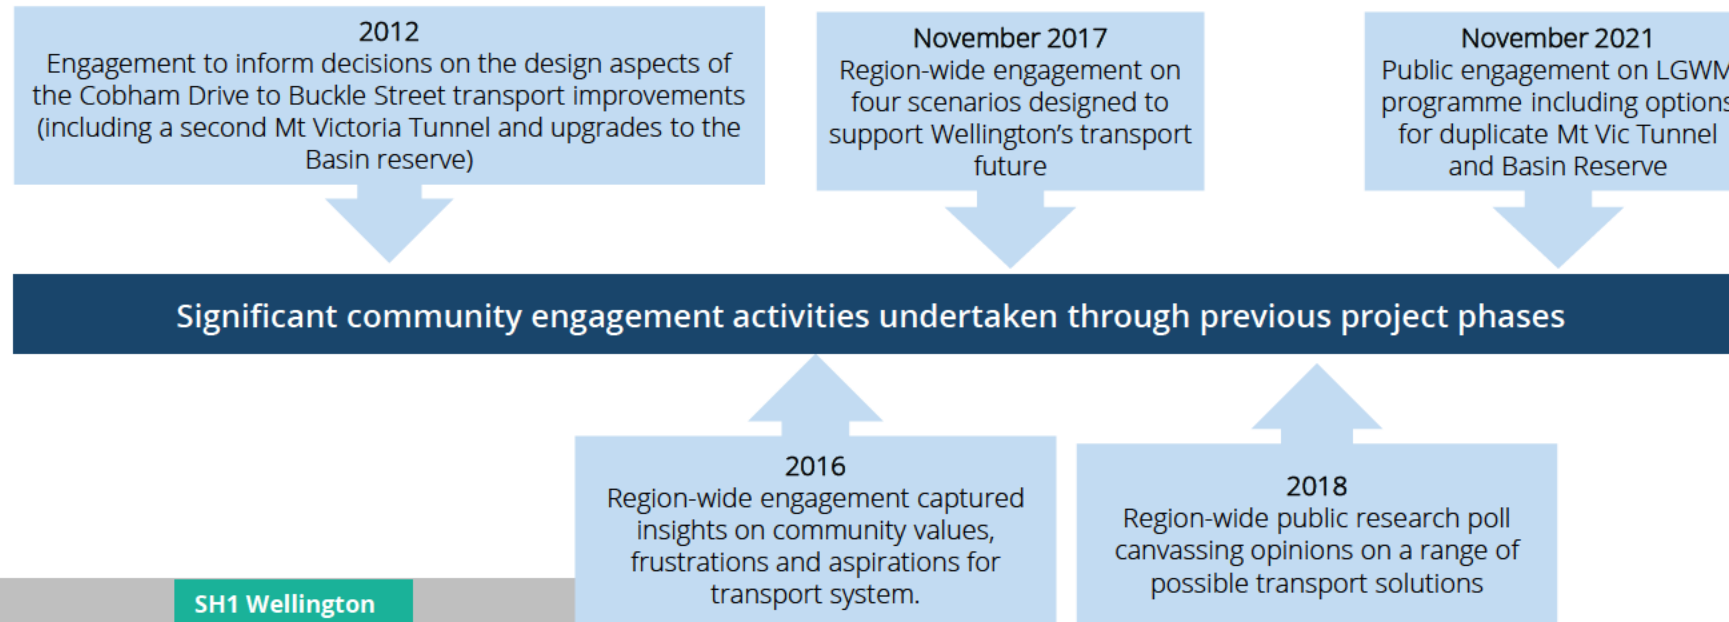 2012
Engagement to inform decisions on the design aspects of
the Cobham Drive to Buckle Street transport improvements
(including a second Mt Victoria Tunnel and upgrades to the
Basin reserve)
November 2017
Region-wide engagement on
four scenarios designed to
support Wellington’s transport
future
November 2021
Public engagement on LGWM
programme including options
for duplicate Mt Vic Tunnel
and Basin Reserve
Significant community engagement activities undertaken through previous project phases
2016
Region-wide engagement captured
insights on community values,
frustrations and aspirations for
transport system.
2018
Region-wide public research poll
canvassing opinions on a range of
possible transport solutions
SH1 Wellington